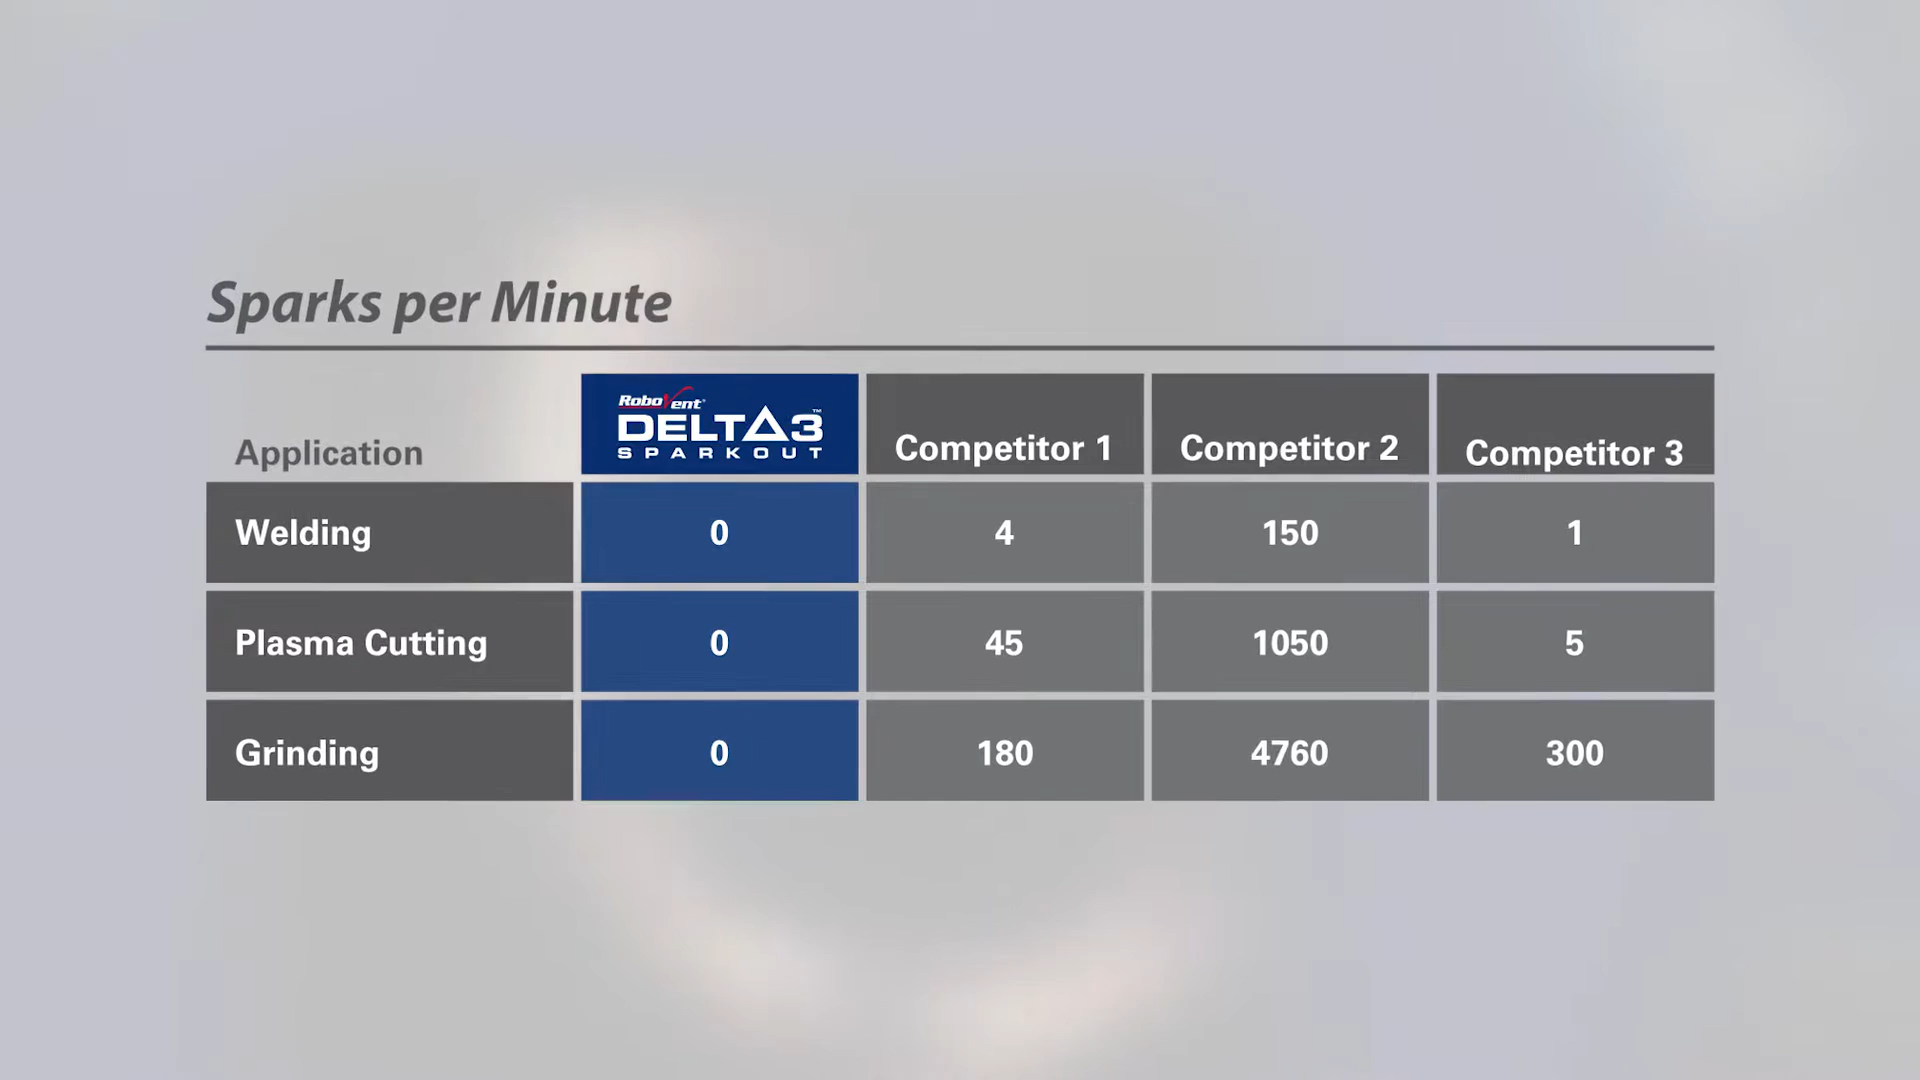 Sparks per Minute
Application
RoboVent®
DELTA3™
SPARKOUT
Competitor 1
Competitor 2
Competitor 3
Welding 0 4 150 1
Plasma Cutting 0 45 1050 5
Grinding 0 180 4760 300